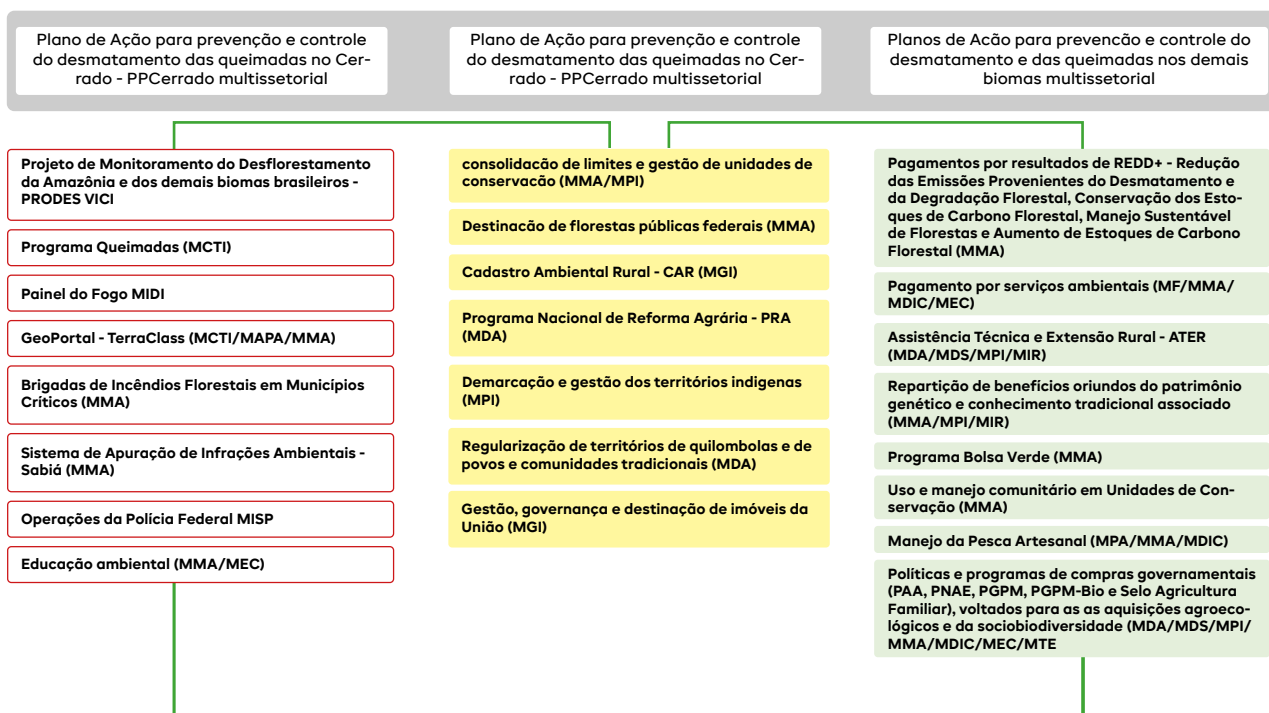 Plano de Ação para prevenção e controle
do desmatamento das queimadas no Cer-
rado - PPCerrado multissetorial
Plano de Ação para prevenção e controle
do desmatamento das queimadas no Cer-
rado - PPCerrado multissetorial
Planos de Acão para prevencão e controle do
desmatamento e das queimadas nos demais
biomas multissetorial
Projeto de Monitoramento do Desflorestamento
da Amazônia e dos demais biomas brasileiros -
PRODES VICI
Programa Queimadas (MCTI)
Painel do Fogo MIDI
GeoPortal - TerraClass (MCTI/MAPA/MMA)
Brigadas de Incêndios Florestais em Municípios
Críticos (MMA)
Sistema de Apuração de Infrações Ambientais -
Sabiá (MMA)
Operações da Polícia Federal MISP
Educação ambiental (MMA/MEC)
consolidacão de limites e gestão de unidades de
conservacão (MMA/MPI)
Destinacão de florestas públicas federais (MMA)
Cadastro Ambiental Rural - CAR (MGI)
Programa Nacional de Reforma Agrária - PRA
(MDA)
Demarcação e gestão dos territórios indigenas
(MPI)
Regularização de territórios de quilombolas e de
povos e comunidades tradicionais (MDA)
Gestão, governança e destinação de imóveis da
União (MGI)
Pagamentos por resultados de REDD+ - Redução
das Emissões Provenientes do Desmatamento e
da Degradação Florestal, Conservação dos Esto-
ques de Carbono Florestal, Manejo Sustentável
de Florestas e Aumento de Estoques de Carbono
Florestal (MMA)
Pagamento por serviços ambientais (MF/MMA/
MDIC/MEC)
Assistência Técnica e Extensão Rural - ATER
(MDA/MDS/MPI/MIR)
Repartição de benefícios oriundos do patrimônio
genético e conhecimento tradicional associado
(MMA/MPI/MIR)
Programa Bolsa Verde (MMA)
Uso e manejo comunitário em Unidades de Con-
servação (MMA)
Manejo da Pesca Artesanal (MPA/MMA/MDIC)
Políticas e programas de compras governamentais
(PAA, PNAE, PGPM, PGPM-Bio e Selo Agricultura
Familiar), voltados para as as aquisições agroeco-
lógicos e da sociobiodiversidade (MDA/MDS/MPI/
MMA/MDIC/MEC/MTE